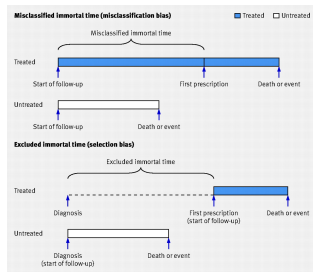 Misclassified immortal time (misclassification bias) Treated Untreated
Misclassified immortal time
Treated
Start of follow-up First prescription Death or event
Untreated
Start of follow-up Death or event
Excluded immortal time (selection bias)
Excluded immortal time
Treated
Diagnosis First prescription Death or event
(start of follow-up)
Untreated
Diagnosis Death or event
(start of follow-up)